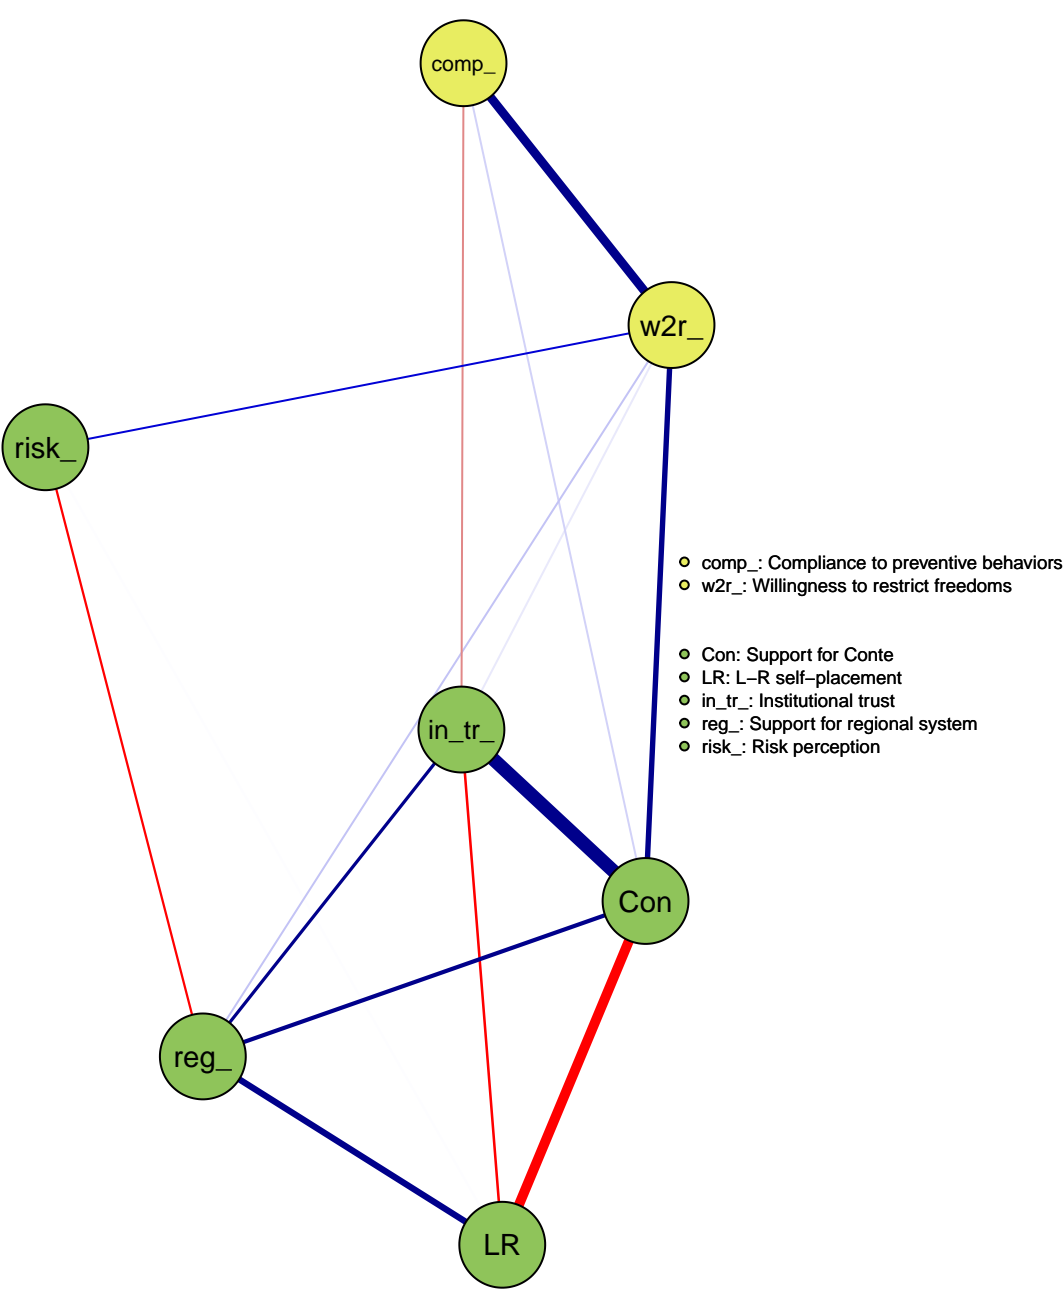 comp_
w2r_
risk_
comp_: Compliance to preventive behaviors
w2r_: Willingness to restrict freedoms
Con: Support for Conte
LR: L−R self−placement
in_tr_: Institutional trust
reg_: Support for regional system
risk_: Risk perception
in_tr_
Con
reg_
LR